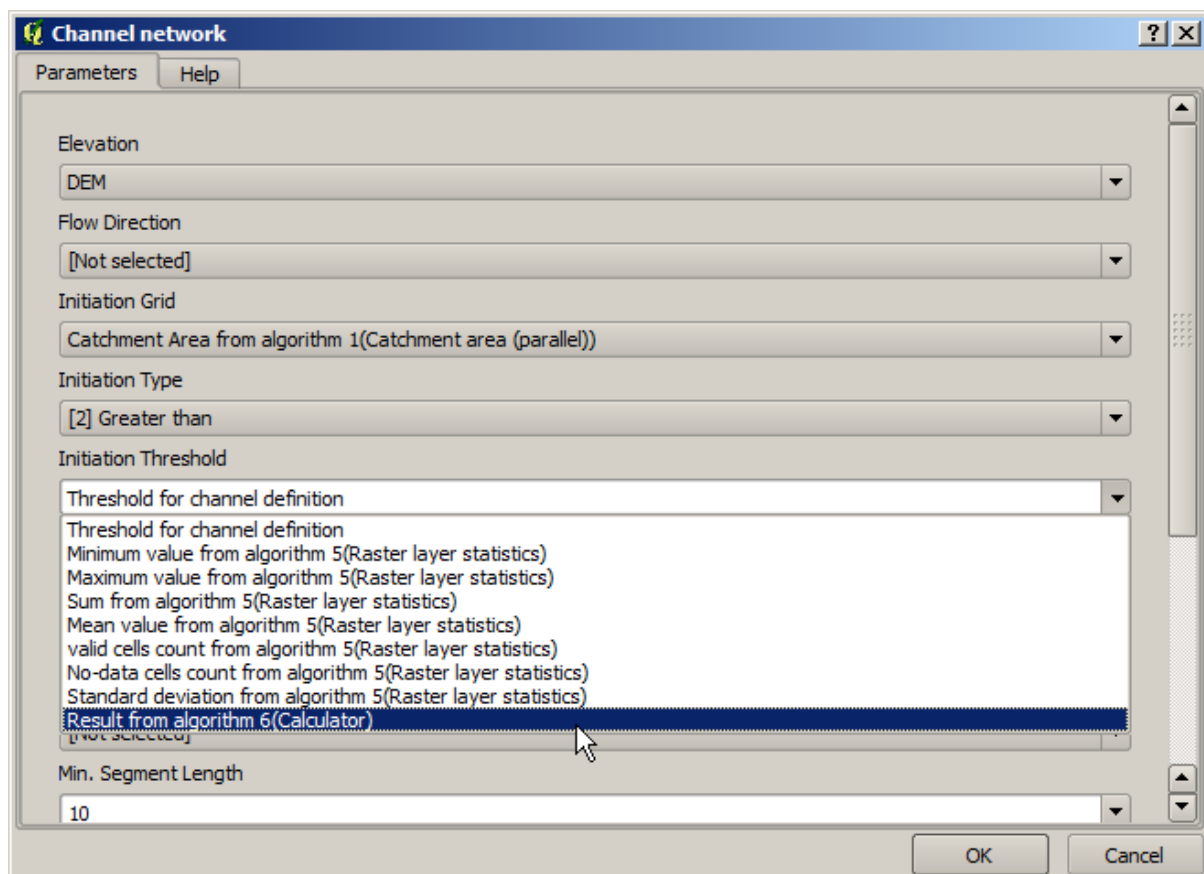 Channel network
Parameters Help
Elevation
DEM
Flow Direction
[Not selected]
Initiation Grid
Catchment Area from algorithm 1(Catchment area (parallel))
Initiation Type
[2] Greater than
Initiation Threshold
Threshold for channel definition
Threshold for channel definition
Minimum value from algorithm 5(Raster layer statistics)
Maximum value from algorithm 5(Raster layer statistics)
Sum from algorithm 5(Raster layer statistics)
Mean value from algorithm 5(Raster layer statistics)
valid cells count from algorithm 5(Raster layer statistics)
No-data cells count from algorithm 5(Raster layer statistics)
Standard deviation from algorithm 5(Raster layer statistics)
Result from algorithm 6(Calculator)
[Not selected]
Min. Segment Length
10
OK Cancel